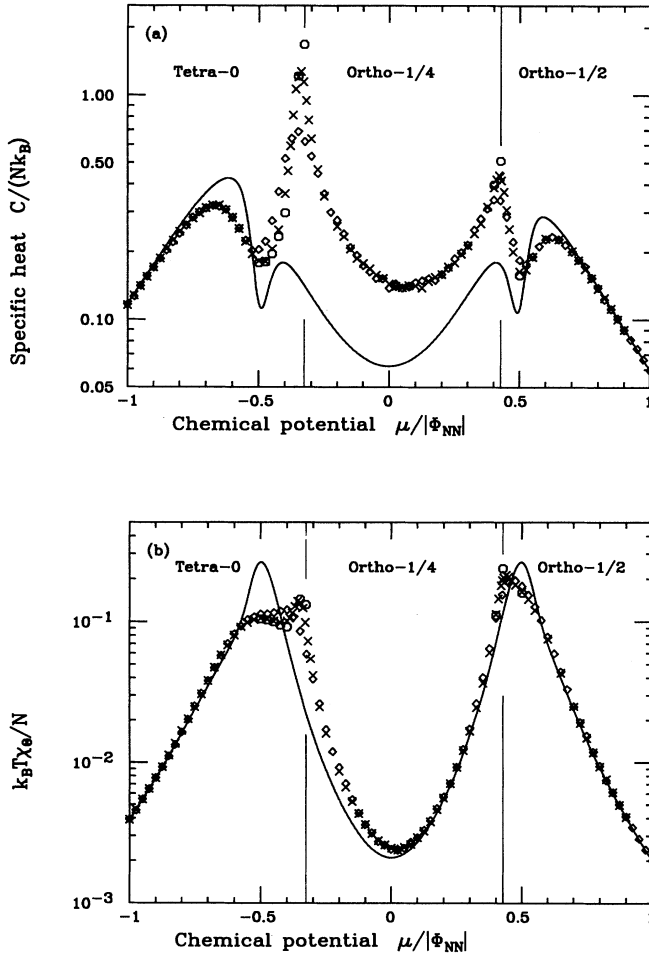 (a)
Tetra-0 Ortho-1/4 Ortho-1/2
1.00
0.50
0.10
0.05
Specific heat C/(Nk_B)
-1 -0.5 0 0.5 1
Chemical potential μ/|Φ_NN|
(b)
Tetra-0 Ortho-1/4 Ortho-1/2
10^-1
10^-2
10^-3
k_BTχ_θ/N
-1 -0.5 0 0.5 1
Chemical potential μ/|Φ_NN|